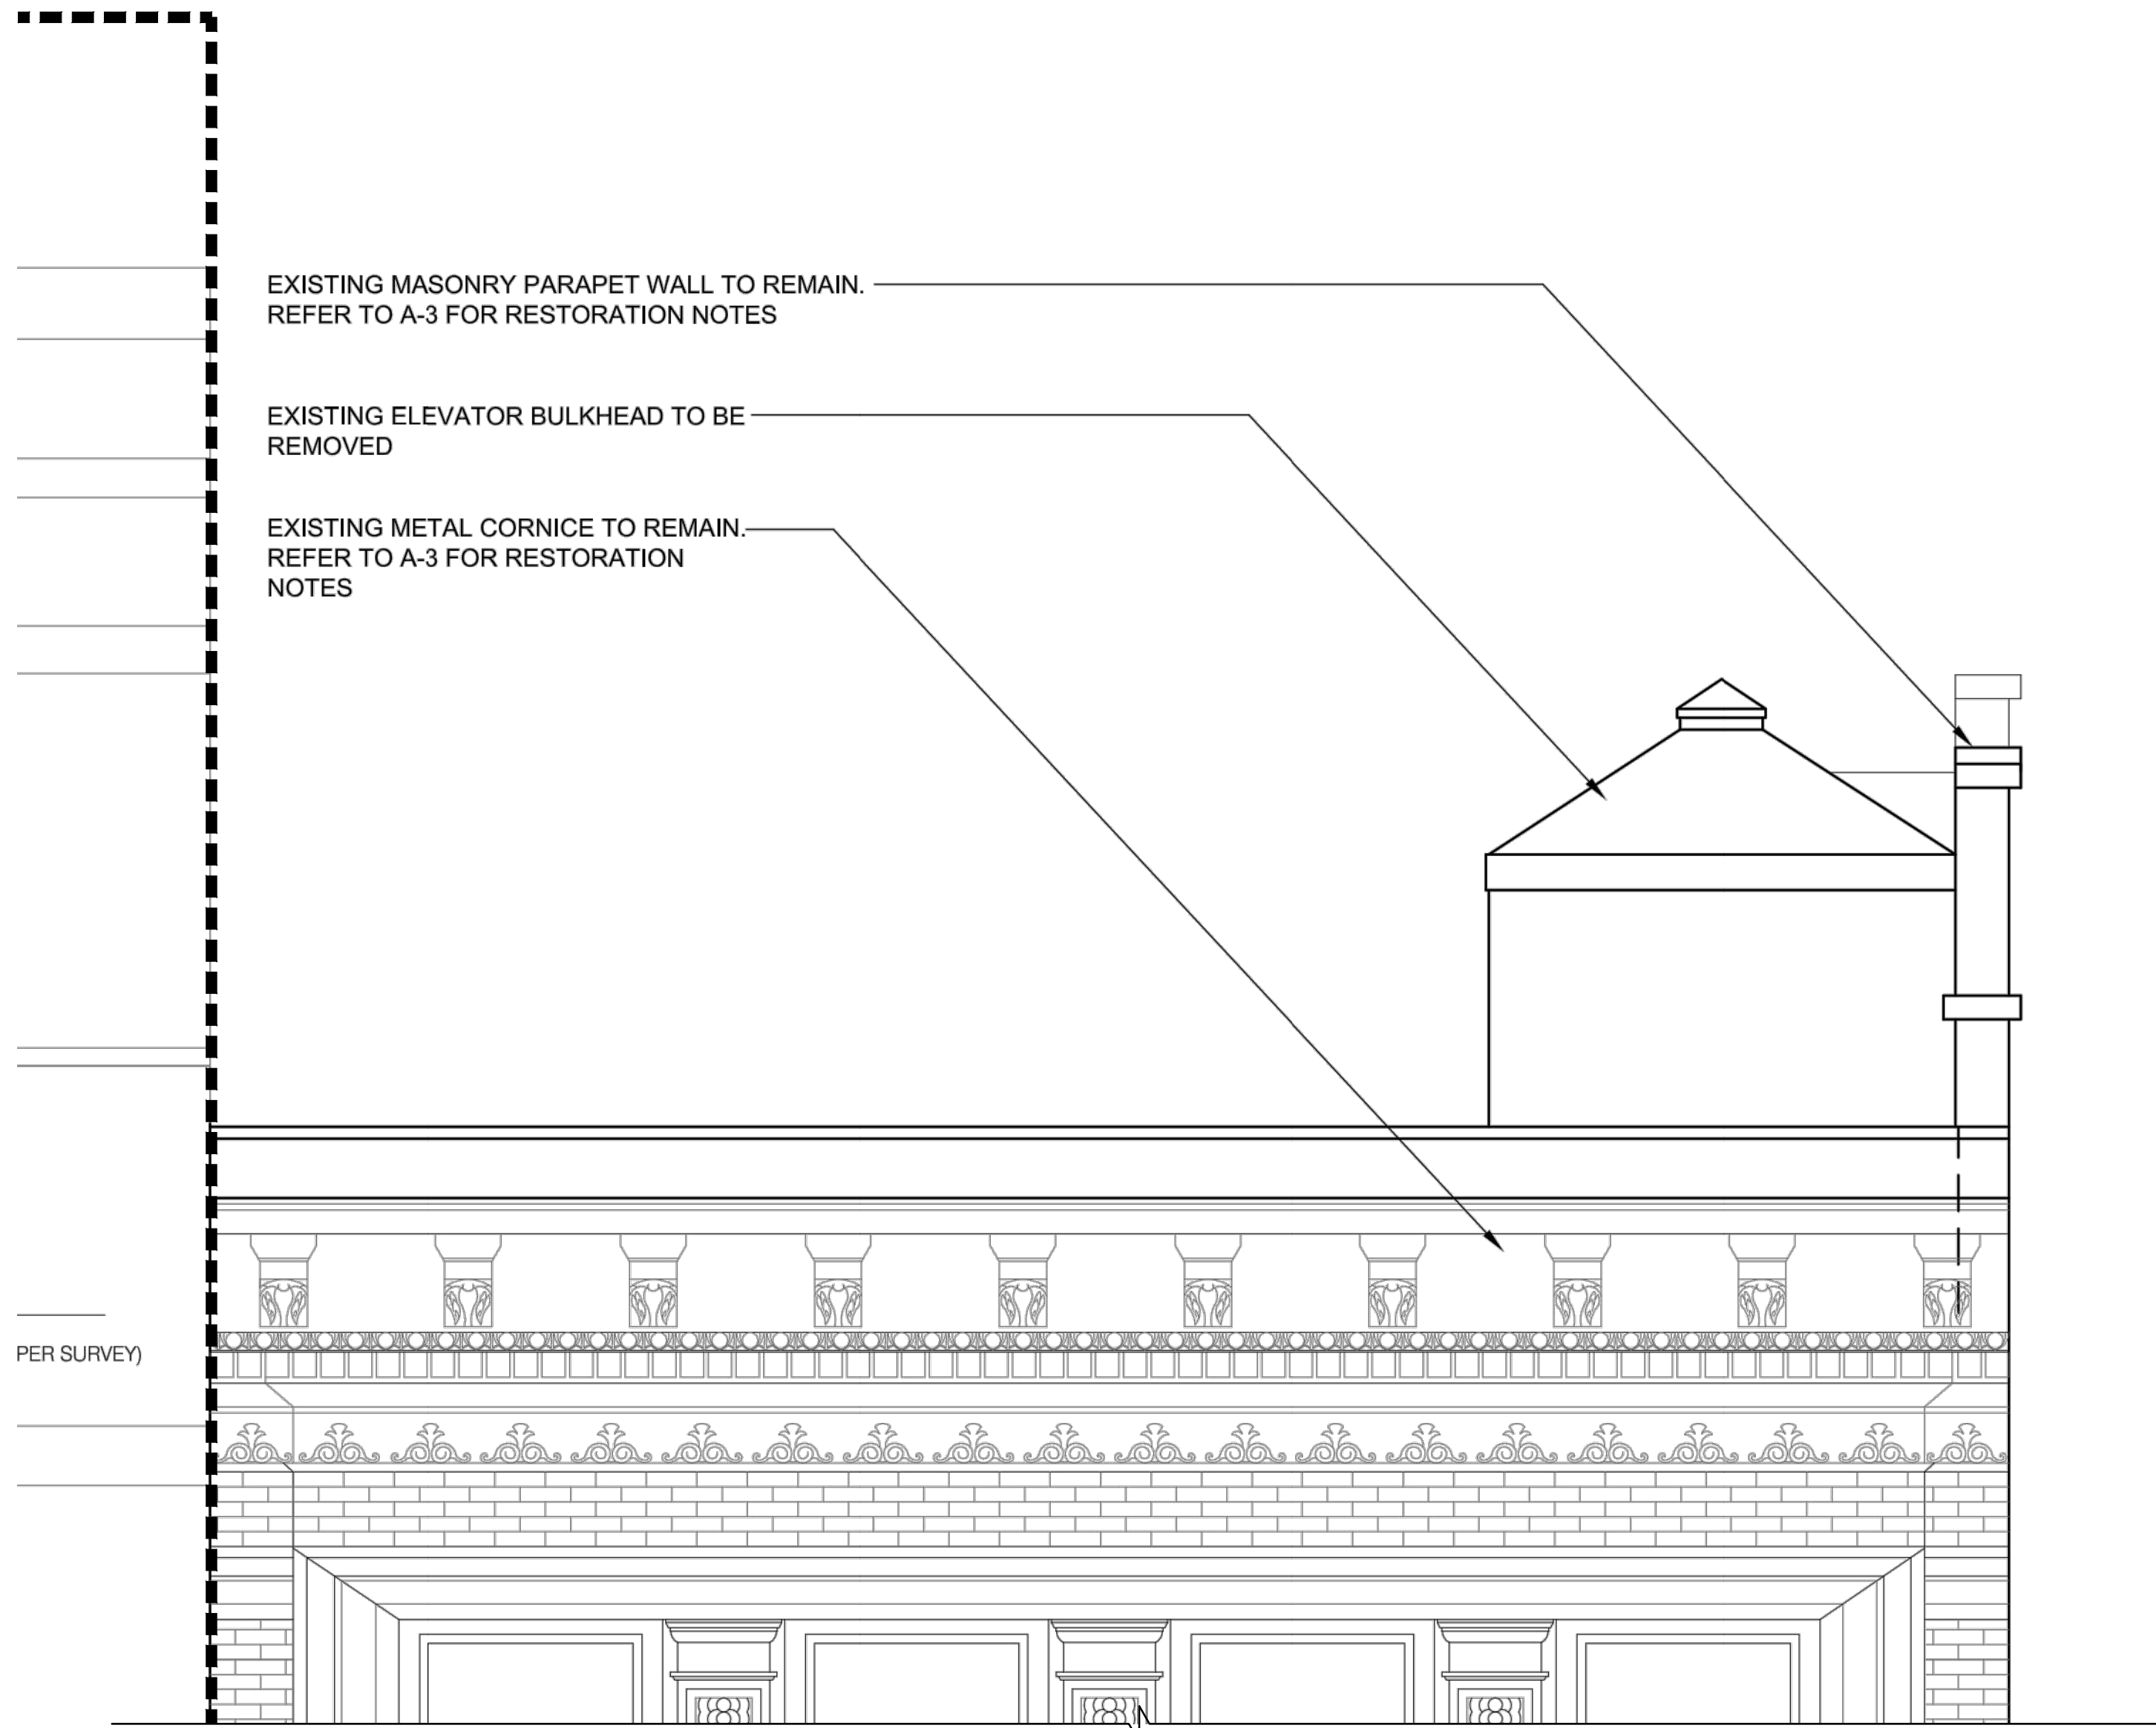 EXISTING MASONRY PARAPET WALL TO REMAIN.
REFER TO A-3 FOR RESTORATION NOTES
EXISTING ELEVATOR BULKHEAD TO BE
REMOVED
EXISTING METAL CORNICE TO REMAIN.
REFER TO A-3 FOR RESTORATION
NOTES
PER SURVEY)